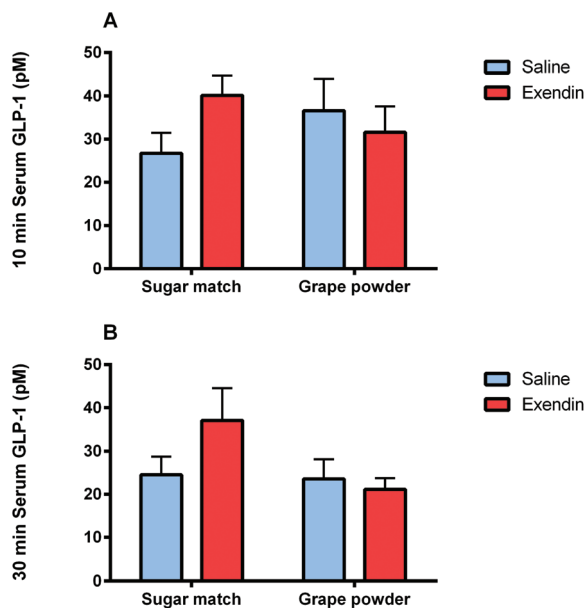 A
10 min Serum GLP-1 (pM)
50
40
30
20
10
0
Sugar match
Grape powder
Saline
Exendin
B
30 min Serum GLP-1 (pM)
50
40
30
20
10
0
Sugar match
Grape powder
Saline
Exendin